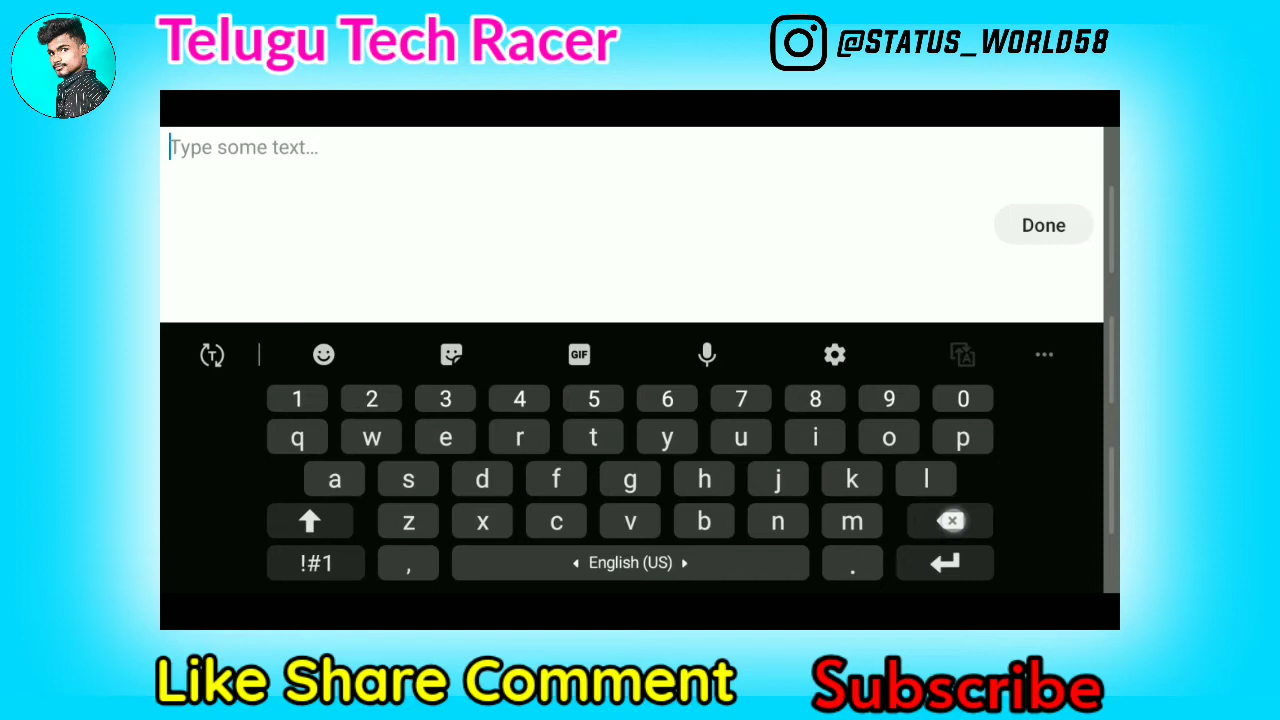 Telugu Tech Racer
@STATUS_WORLD58
Type some text...
Done
T
GIF
A
1 2 3 4 5 6 7 8 9 0
q w e r t y u i o p
a s d f g h j k l
z x c v b n m
!#1 , English (US) .
Like Share Comment
Subscribe